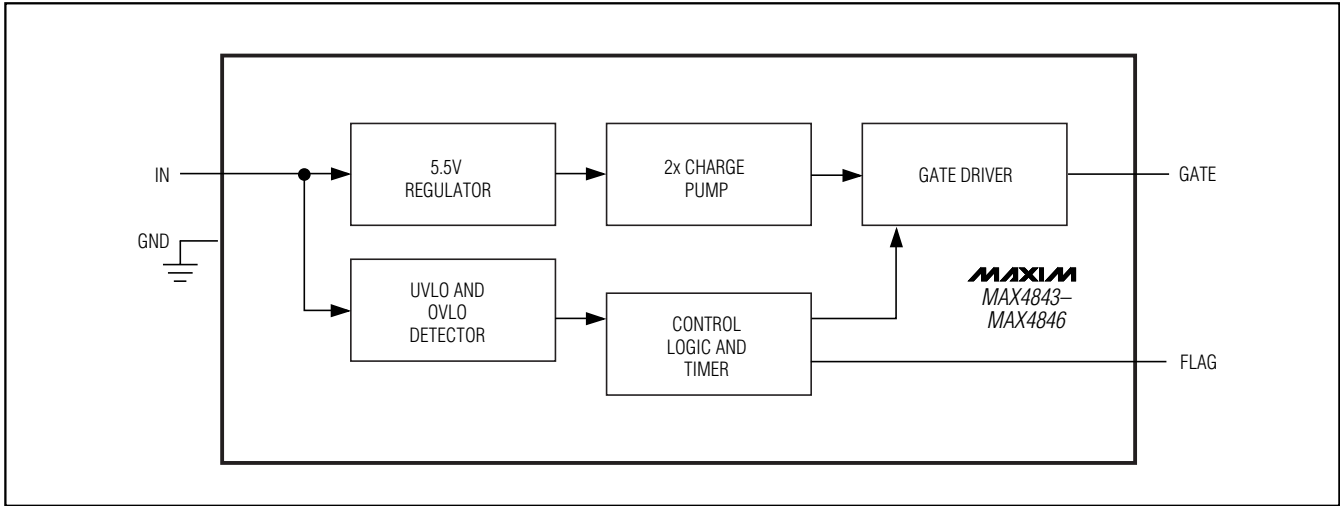 IN
GND
5.5V
REGULATOR
2x CHARGE
PUMP
GATE DRIVER
GATE
UVLO AND
OVLO
DETECTOR
CONTROL
LOGIC AND
TIMER
MAXIM
MAX4843–
MAX4846
FLAG